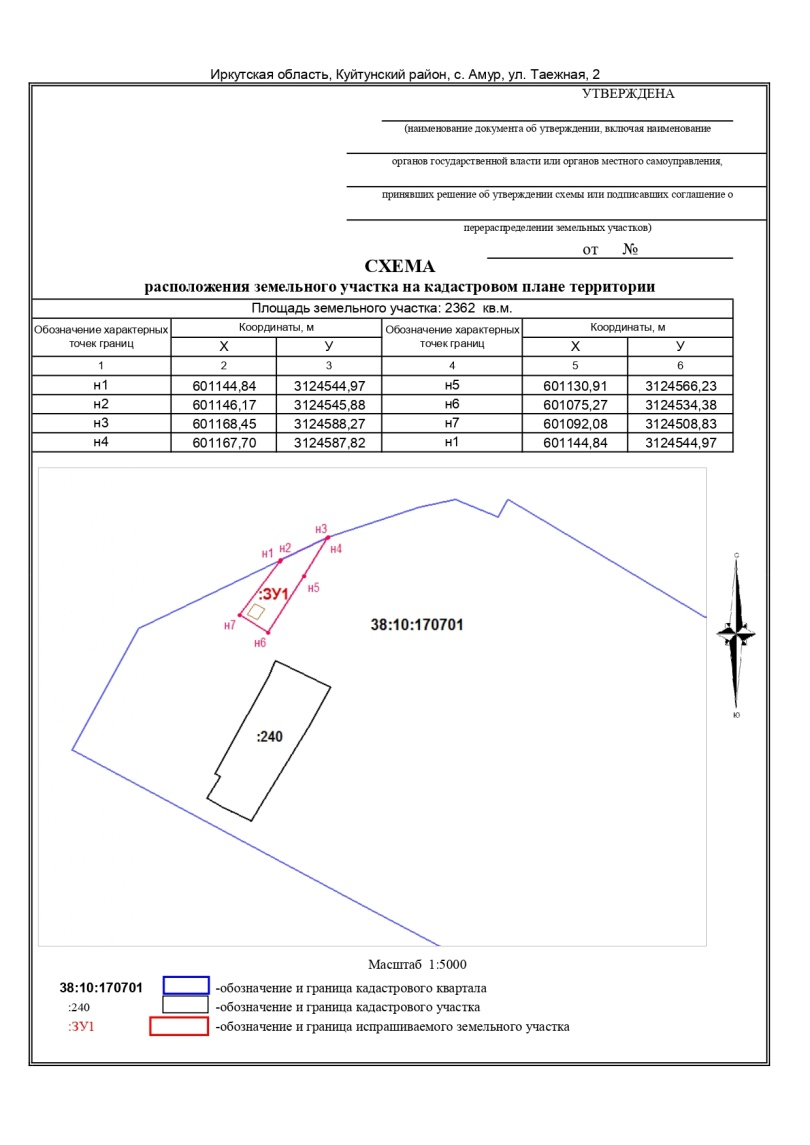 Иркутская область, Куйтунский район, с. Амур, ул. Таежная, 2
УТВЕРЖДЕНА
(наименование документа об утверждении, включая наименование
органов государственной власти или органов местного самоуправления,
принявших решение об утверждении схемы или подписавших соглашение о
перераспределении земельных участков)
от №
СХЕМА
расположения земельного участка на кадастровом плане территории
Площадь земельного участка: 2362 кв.м.
Обозначение характерных точек границ Координаты, м Обозначение характерных точек границ Координаты, м
X У X У
1 2 3 4 5 6
н1 601144,84 3124544,97 н5 601130,91 3124566,23
н2 601146,17 3124545,88 н6 601075,27 3124534,38
н3 601168,45 3124588,27 н7 601092,08 3124508,83
н4 601167,70 3124587,82 н1 601144,84 3124544,97
н3
н1 н2 н4
:ЗУ1 н5
н7
н6
38:10:170701
:240
С
Ю
Масштаб 1:5000
38:10:170701 -обозначение и граница кадастрового квартала
:240 -обозначение и граница кадастрового участка
:ЗУ1 -обозначение и граница испрашиваемого земельного участка